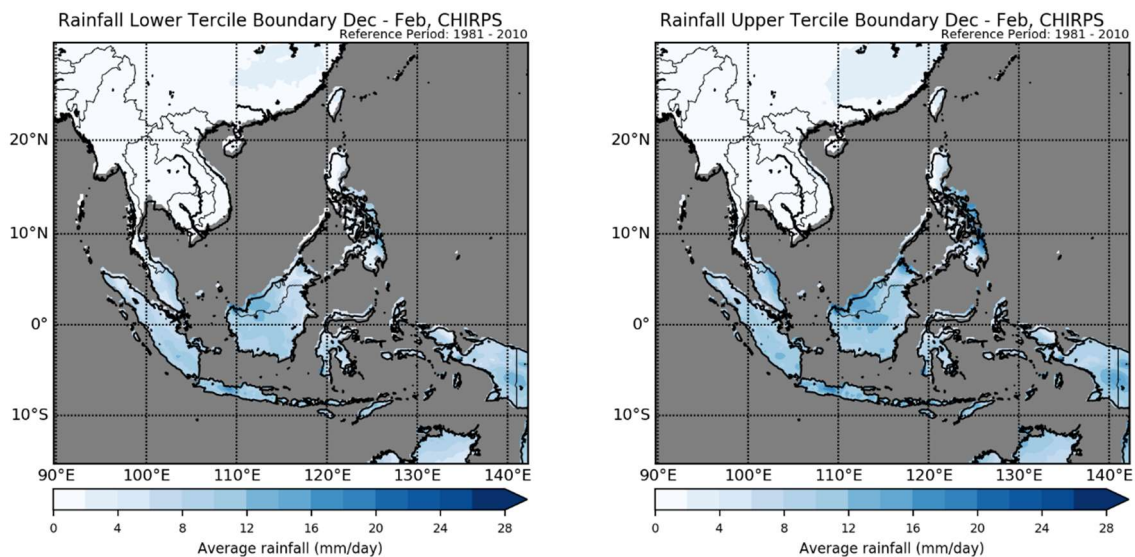 Rainfall Lower Tercile Boundary Dec - Feb, CHIRPS
Reference Period: 1981 - 2010
20°N
10°N
0°
10°S
90°E 100°E 110°E 120°E 130°E 140°E
0 4 8 12 16 20 24 28
Average rainfall (mm/day)
Rainfall Upper Tercile Boundary Dec - Feb, CHIRPS
Reference Period: 1981 - 2010
20°N
10°N
0°
10°S
90°E 100°E 110°E 120°E 130°E 140°E
0 4 8 12 16 20 24 28
Average rainfall (mm/day)